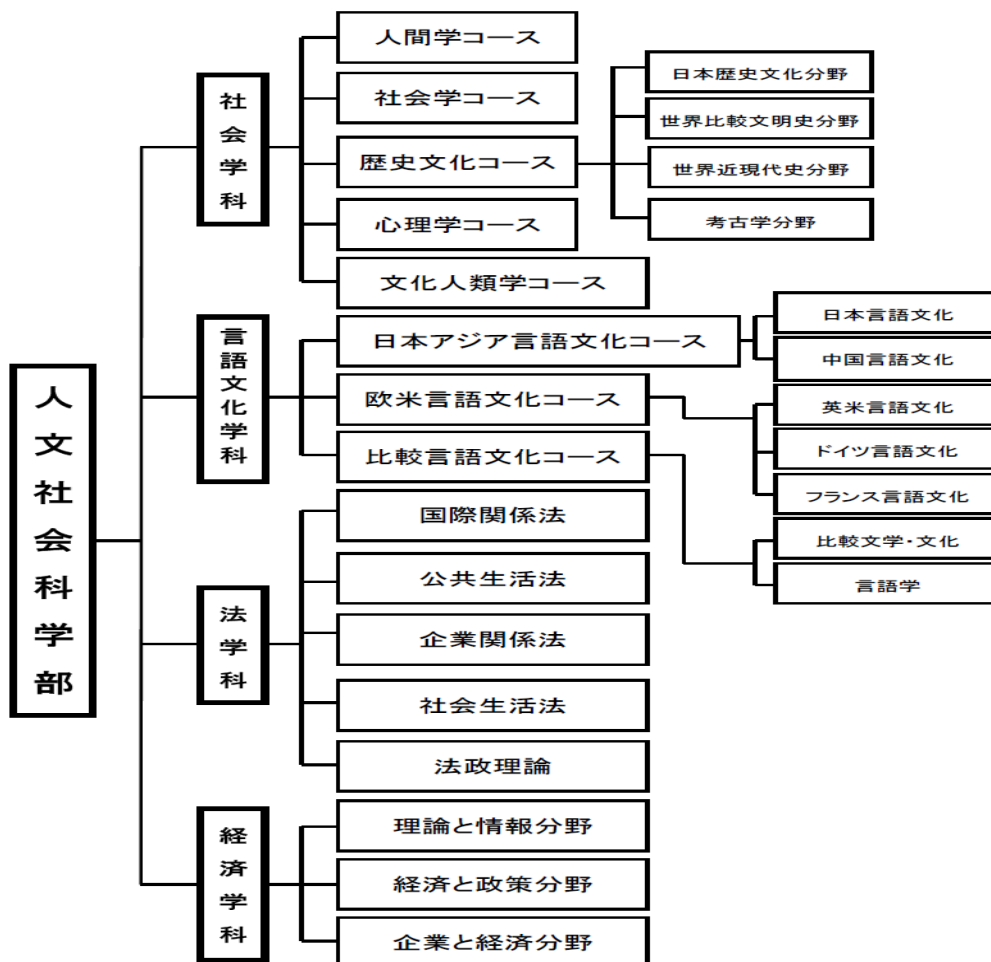 人文社会科学部
社会学科
人間学コース
社会学コース
歴史文化コース
日本歴史文化分野
世界比較文明史分野
世界近現代史分野
考古学分野
心理学コース
文化人類学コース
言語文化学科
日本アジア言語文化コース
日本言語文化
中国言語文化
欧米言語文化コース
英米言語文化
ドイツ言語文化
フランス言語文化
比較言語文化コース
比較文学・文化
言語学
法学科
国際関係法
公共生活法
企業関係法
社会生活法
法政理論
経済学科
理論と情報分野
経済と政策分野
企業と経済分野